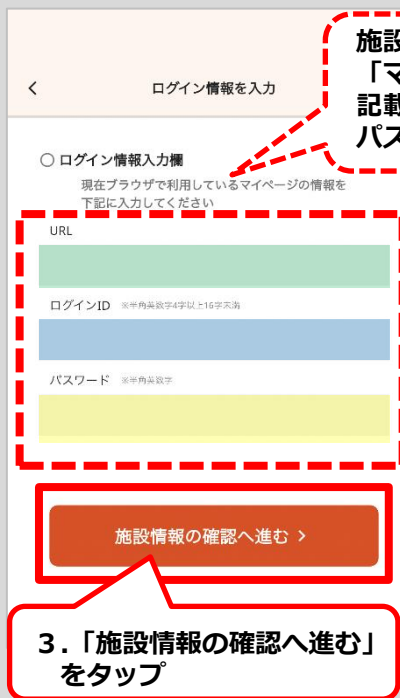 施設
「マ
記載
パス
ログイン情報を入力
ログイン情報入力欄
現在ブラウザで利用しているマイページの情報を
下記に入力してください
URL
ログインID ※半角英数字4字以上16字未満
パスワード ※半角英数字
施設情報の確認へ進む >
3.「施設情報の確認へ進む」
をタップ